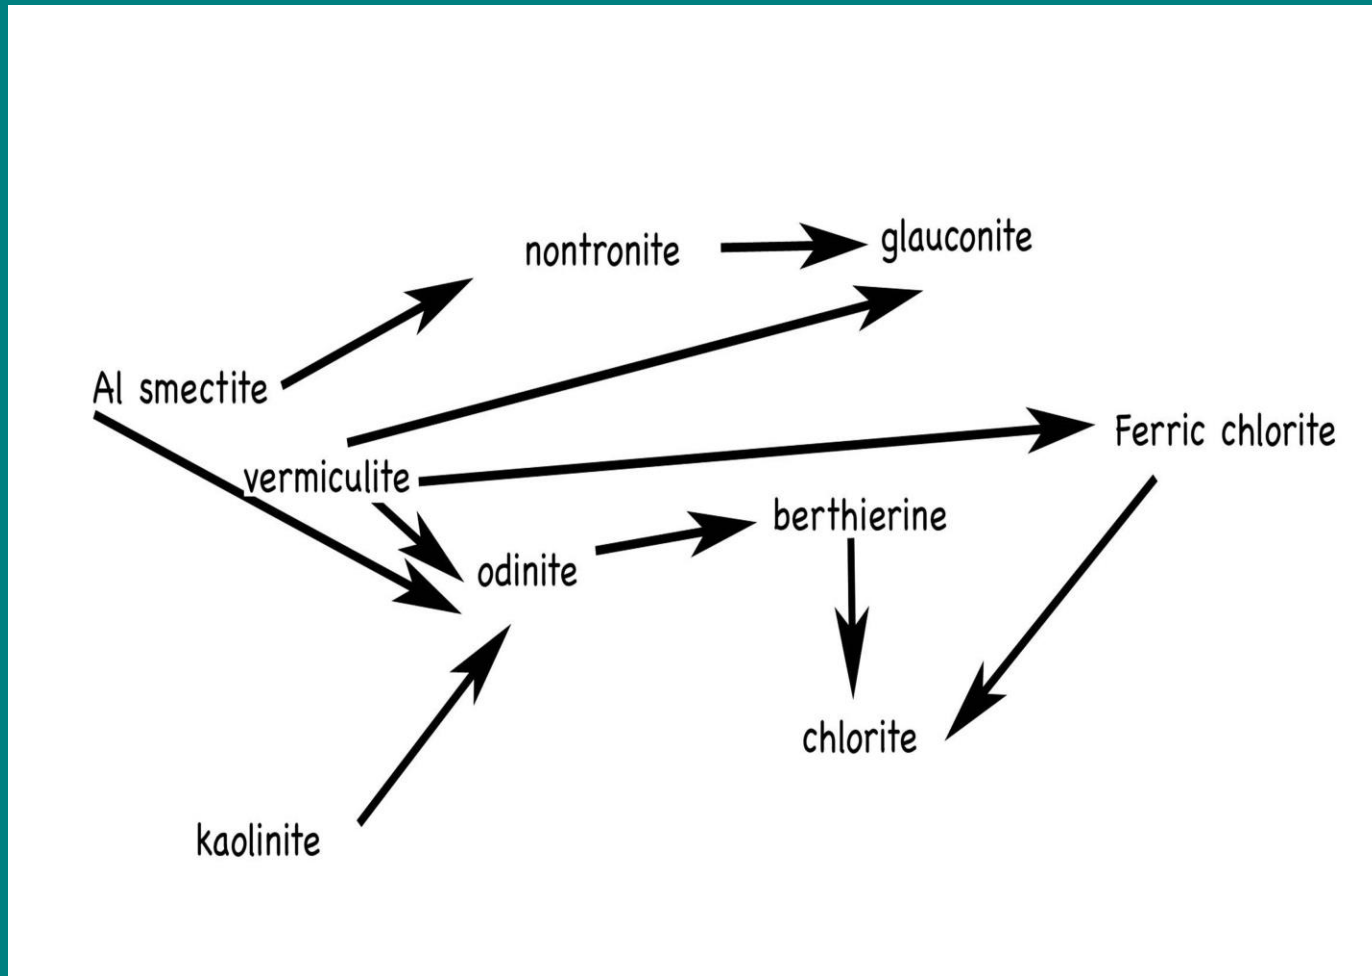 nontronite
glauconite
Al smectite
vermiculite
Ferric chlorite
berthierine
odinite
chlorite
kaolinite